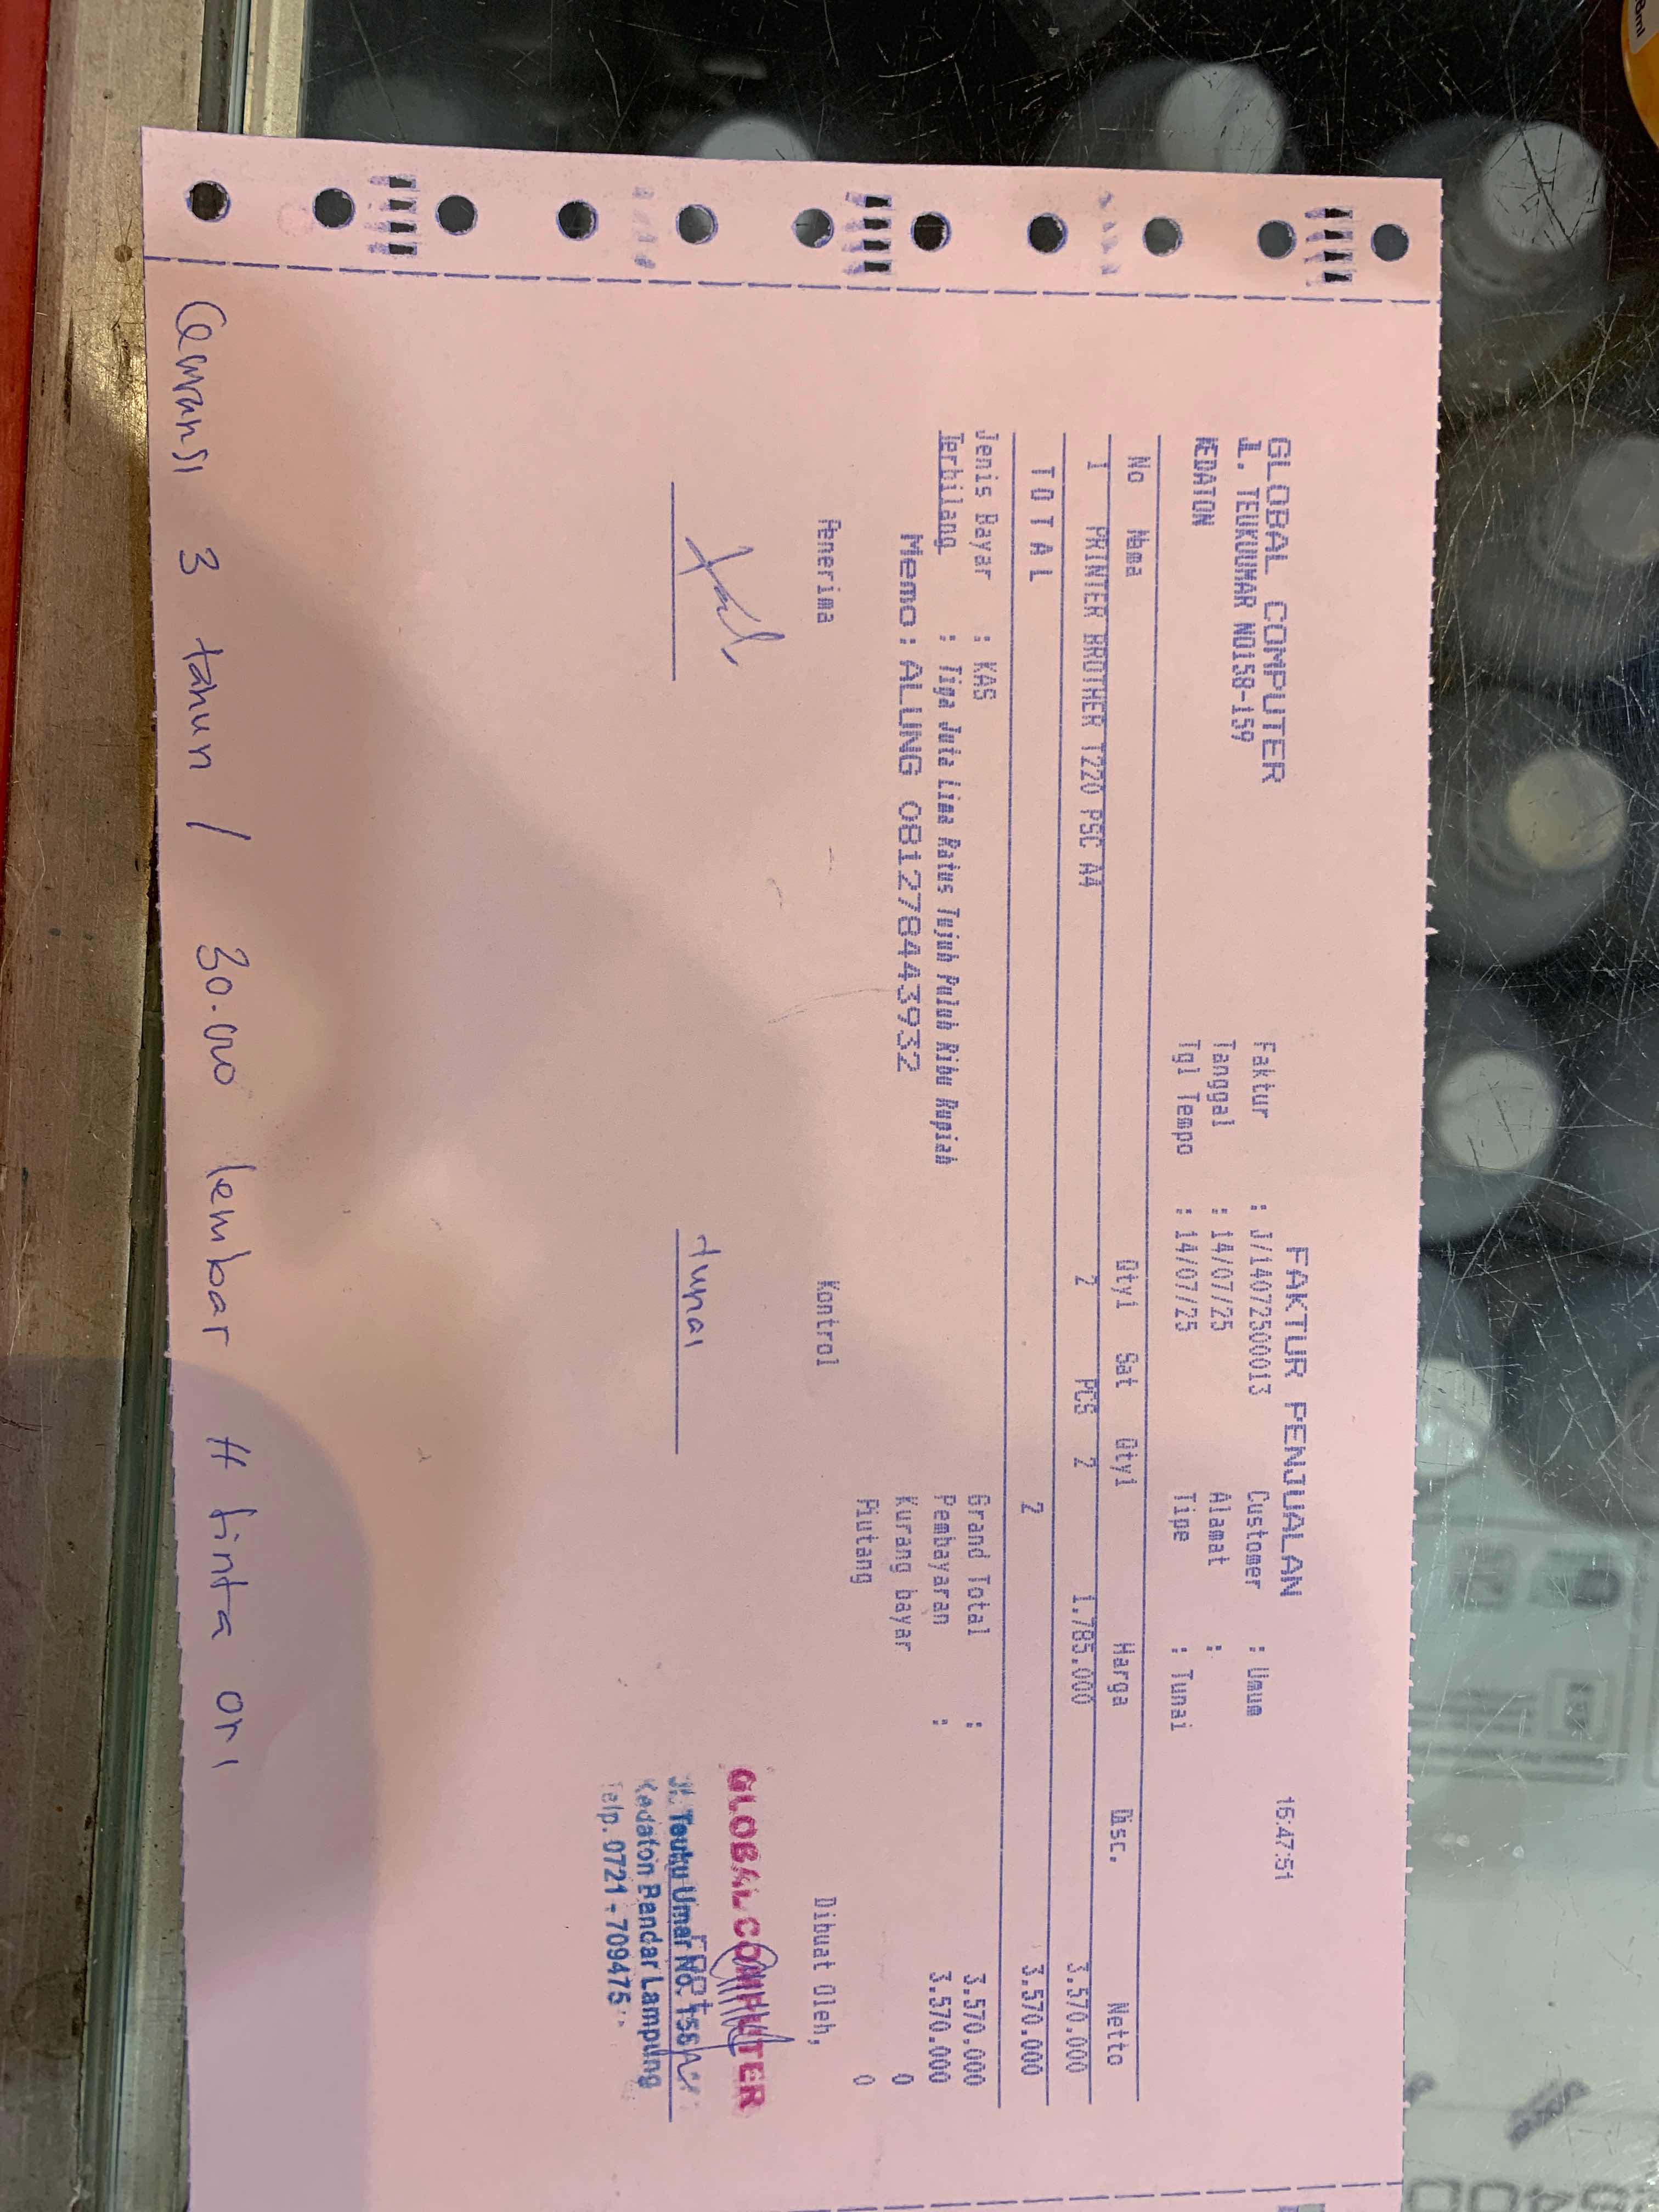 GLOBAL COMPUTER FAKTUR PENJUALAN 15:47:51
l. TEUKUUMAR NO158-159 Faktur : J/14072500013 Customer : Umum
KEDATON Tanggal : 14/07/25 Alamat :
Tgl Tempo : 14/07/25 Tipe : Tunai
No Nama Qty1 Sat Qty1 Harga Disc. Netto
1 PRINTER BROTHER T220 PSC A4 2 PCS 2 1.785.000 3.570.000
T O T A L 2 3.570.000
Jenis Bayar : KAS Grand Total : 3.570.000
Terbilang : Tiga Juta Lima Ratus Tujuh Puluh Ribu Rupiah Pembayaran : 3.570.000
Memo: ALUNG 081278443932 Kurang bayar 0
Piutang 0
Penerima Kontrol Dibuat Oleh,
tunai
GLOBAL COMPUTER
Jl. Teuku Umar No. 158
Kedaton Bandar Lampung
Telp. 0721 - 709475
Garansi 3 tahun / 30.000 lembar # tinta ori